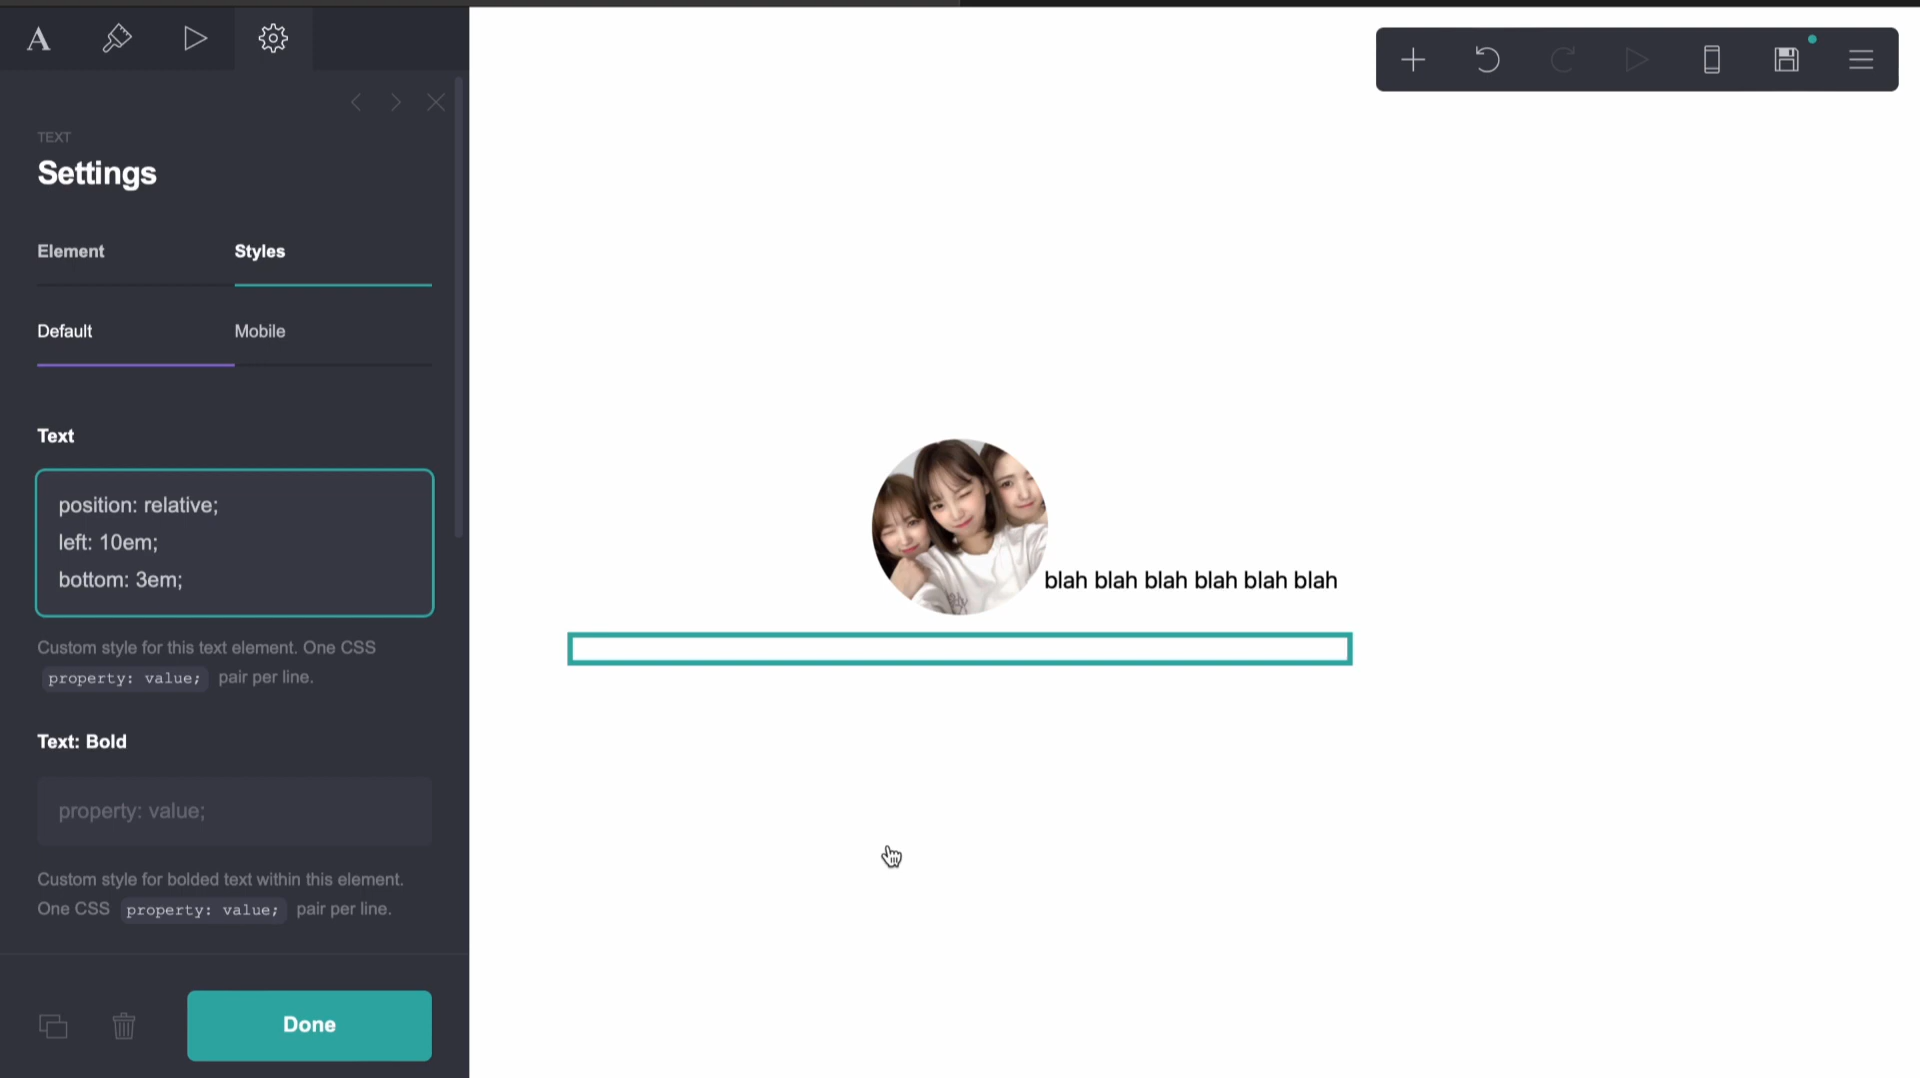 A
TEXT
Settings
Element
Styles
Default
Mobile
Text
position: relative;
left: 10em;
bottom: 3em;
Custom style for this text element. One CSS
property: value; pair per line.
Text: Bold
property: value;
Custom style for bolded text within this element.
One CSS property: value; pair per line.
Done
blah blah blah blah blah blah